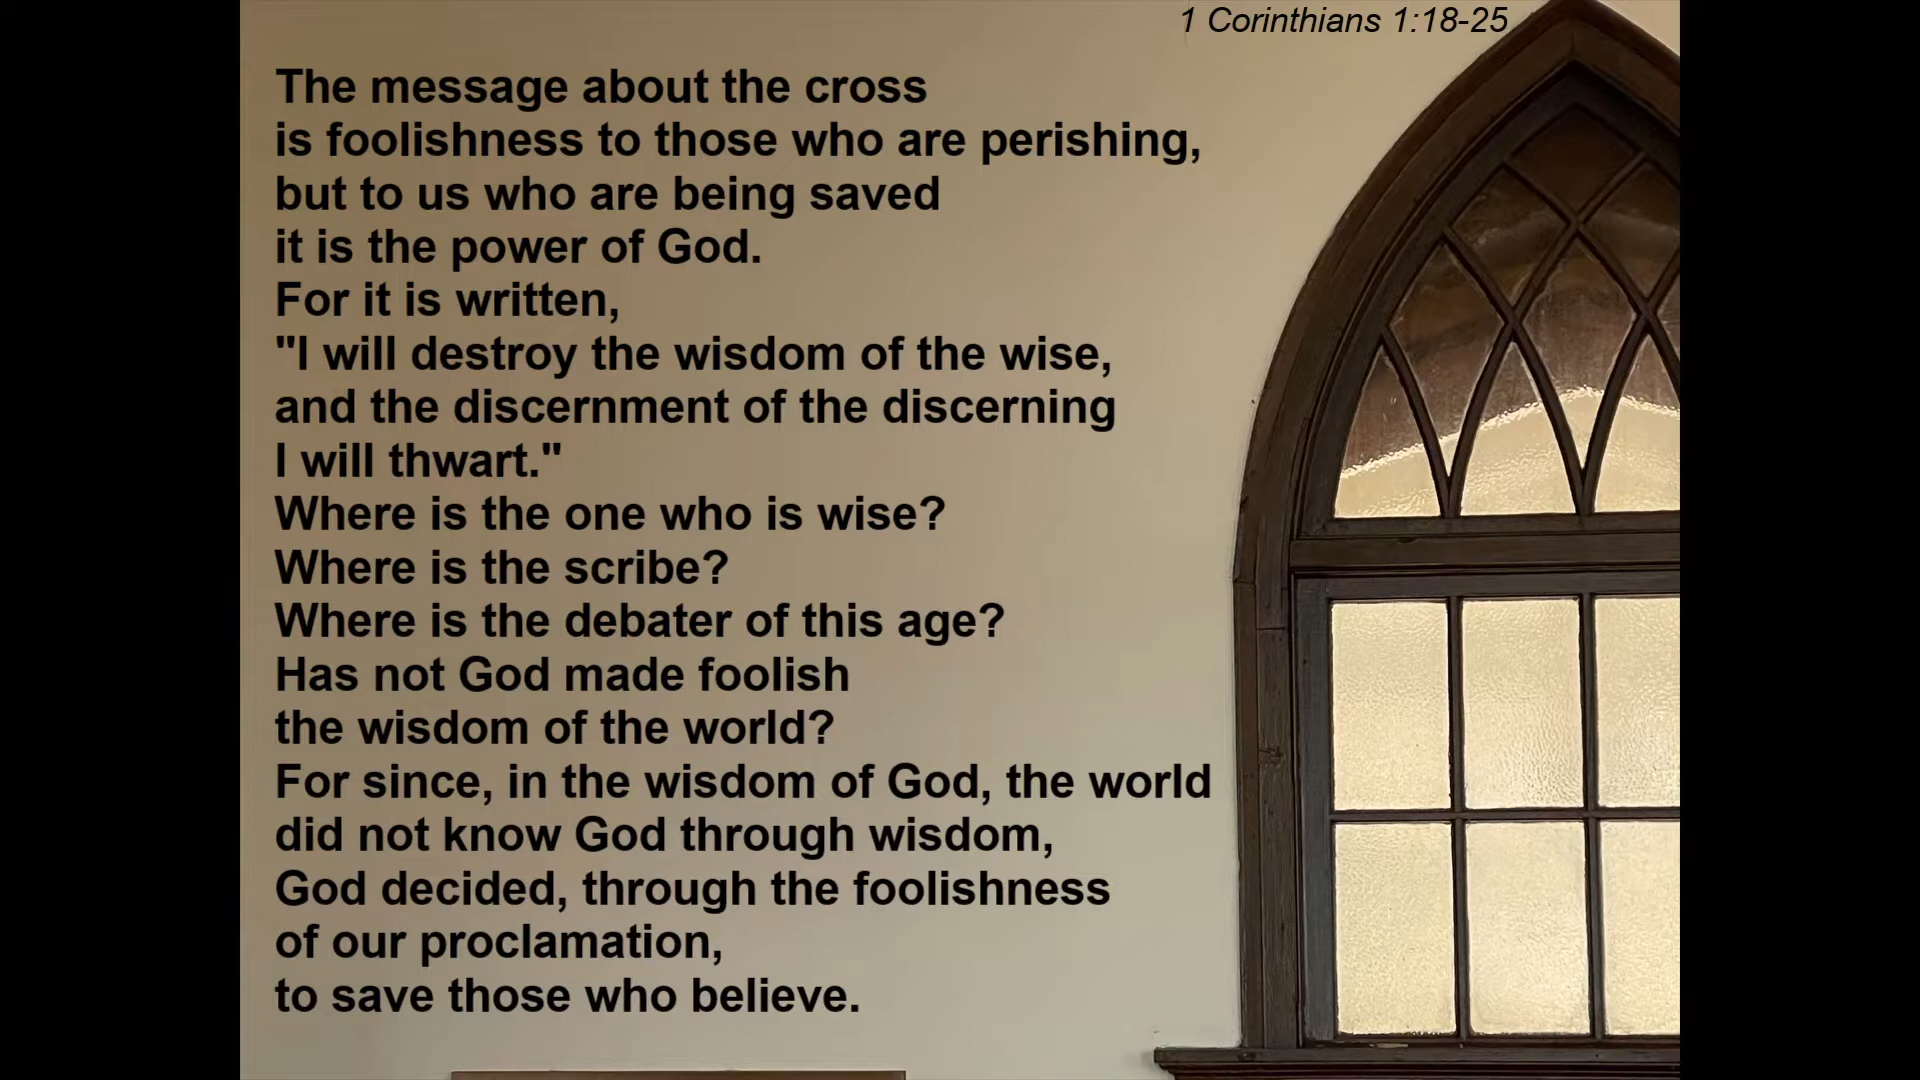 1 Corinthians 1:18-25
The message about the cross
is foolishness to those who are perishing,
but to us who are being saved
it is the power of God.
For it is written,
"I will destroy the wisdom of the wise,
and the discernment of the discerning
I will thwart."
Where is the one who is wise?
Where is the scribe?
Where is the debater of this age?
Has not God made foolish
the wisdom of the world?
For since, in the wisdom of God, the world
did not know God through wisdom,
God decided, through the foolishness
of our proclamation,
to save those who believe.